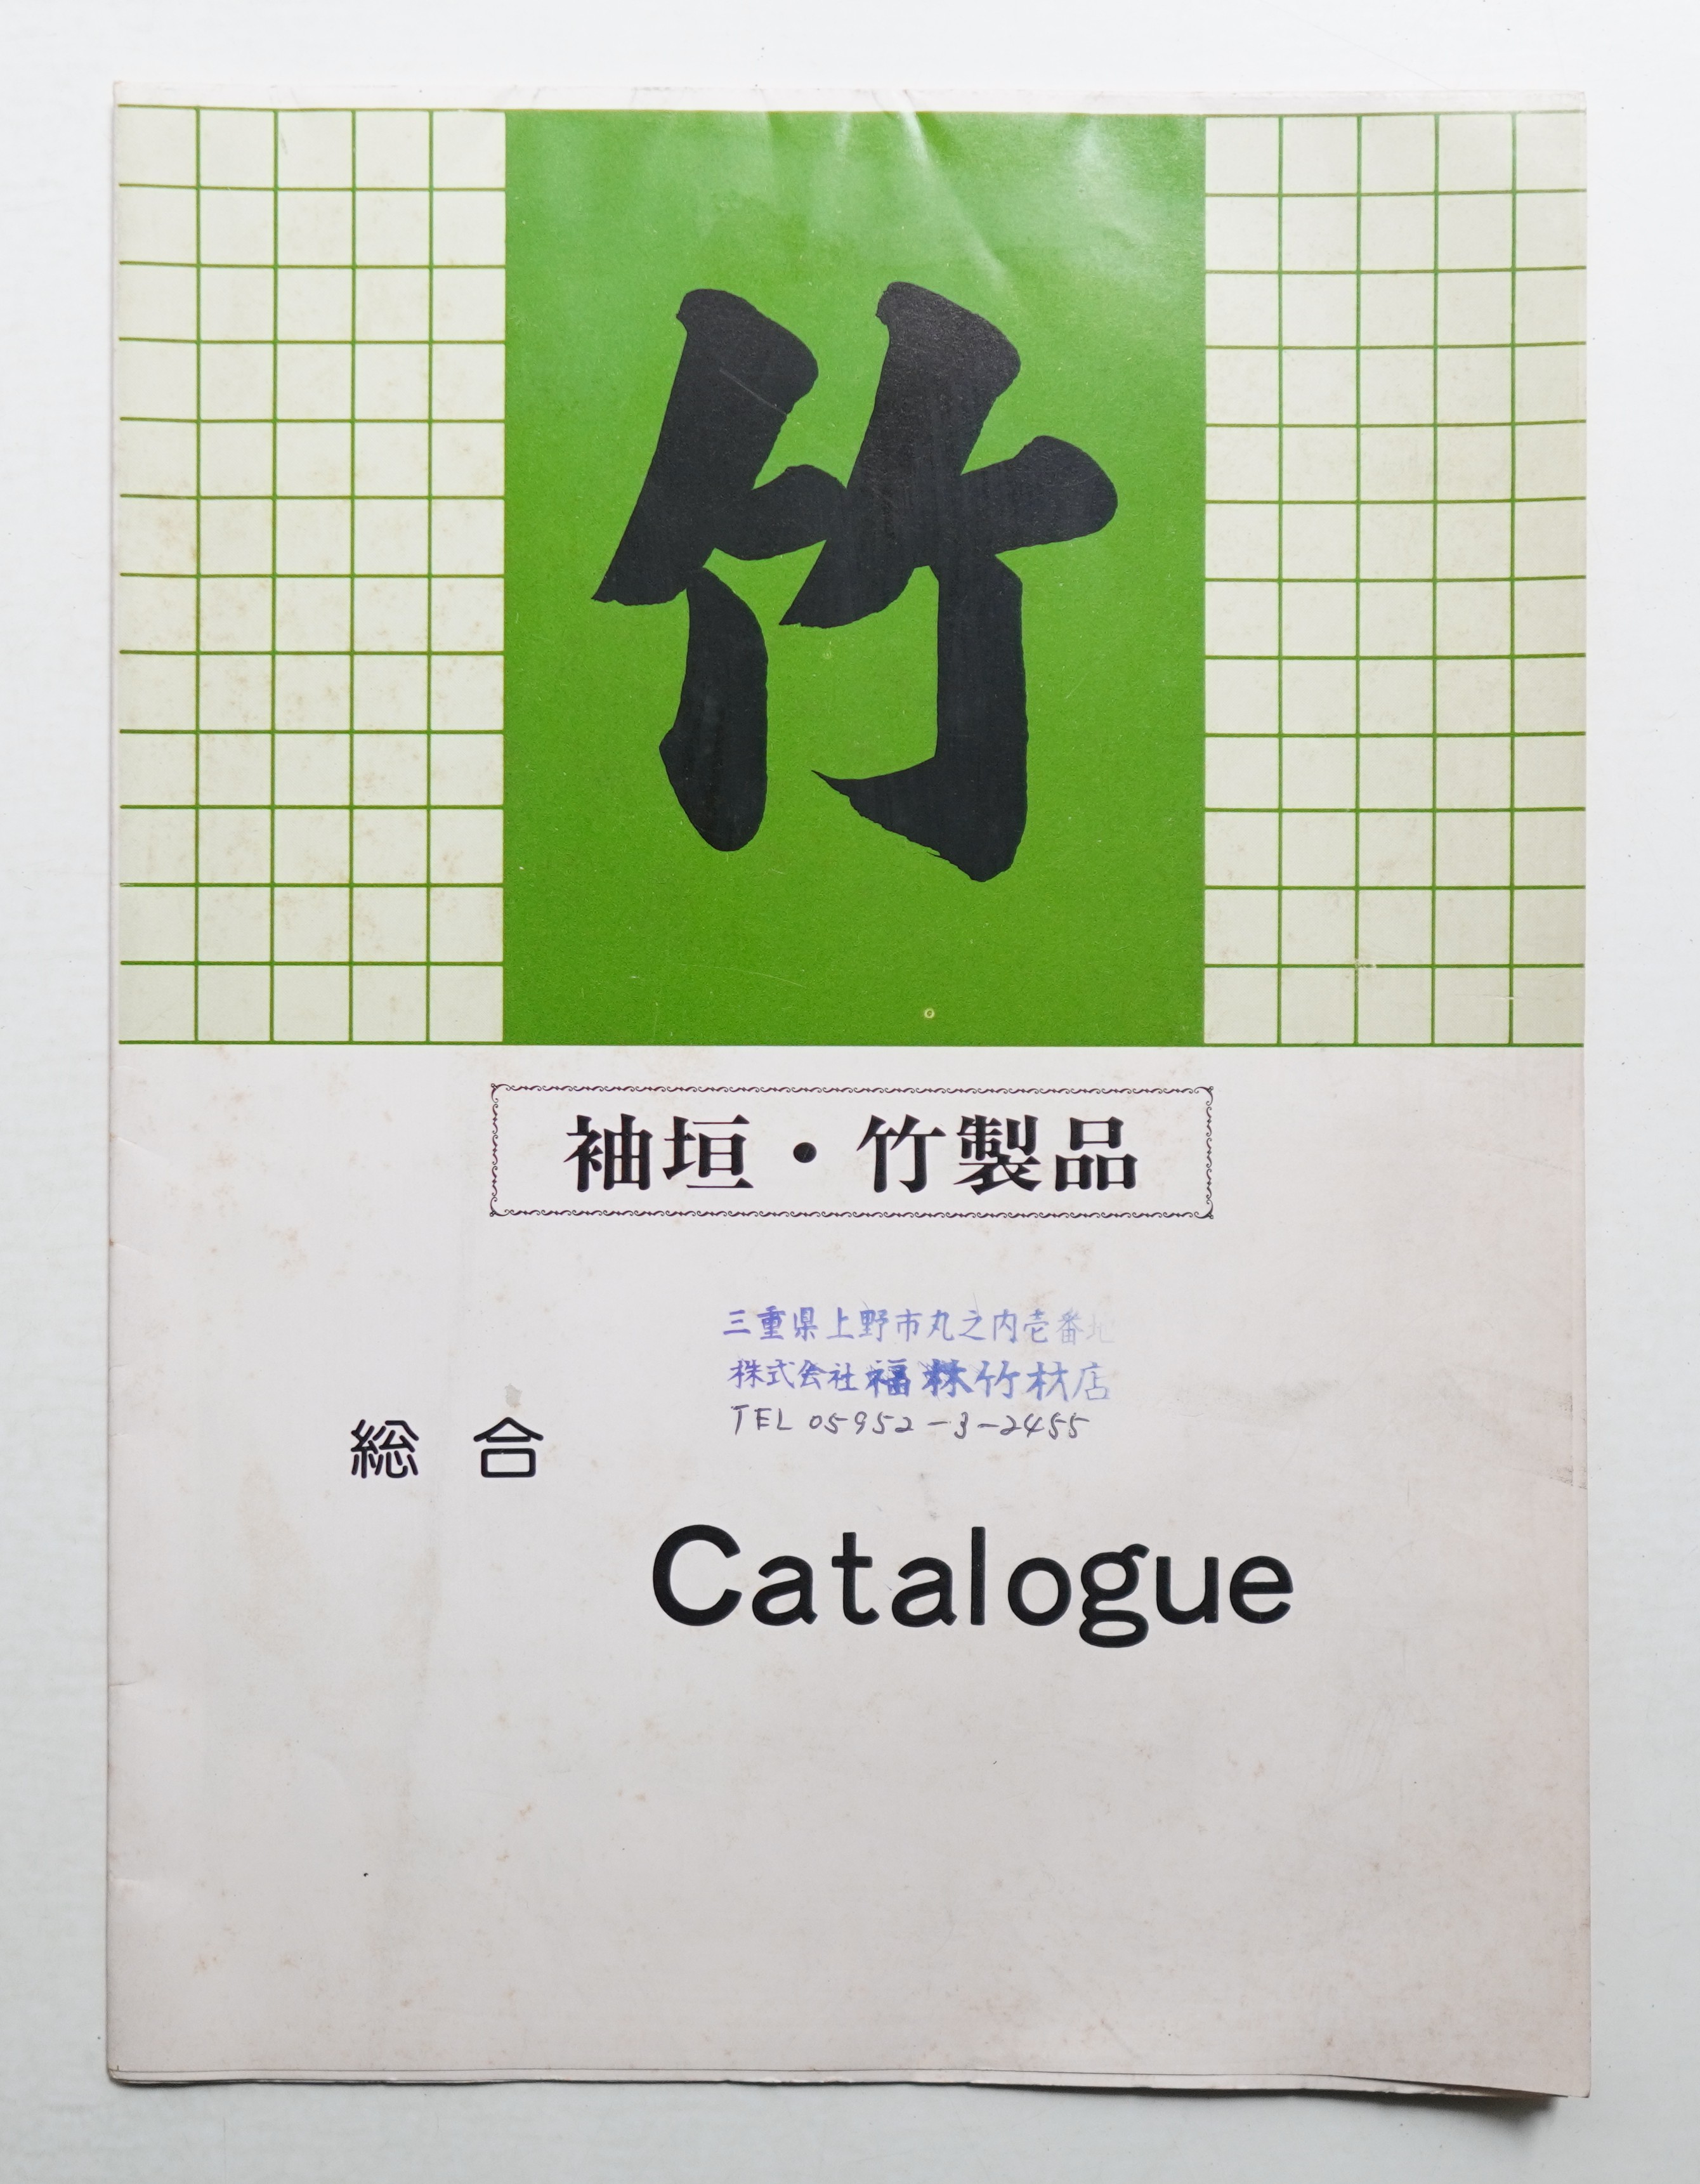 竹
袖垣・竹製品
三重県上野市丸之内壱番地
株式会社福林竹材店
TEL 05952-3-2455
総合
Catalogue